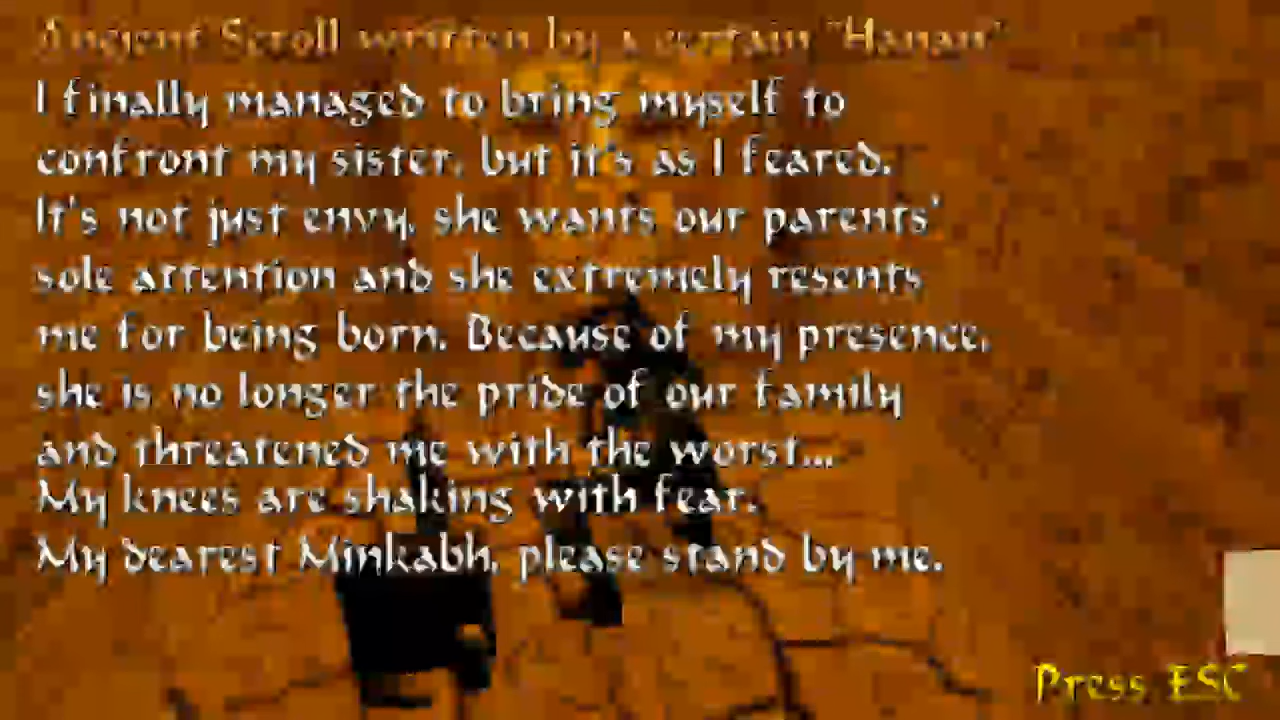 Ancient Scroll wriitten by a certain "Hanan"
I finally managed to bring myself to
confront my sister, but it's as I feared.
It's not just envy, she wants our parents'
sole attention and she extremely resents
me for being born. Because of my presence,
she is no longer the pride of our family
and threatened me with the worst...
My knees are shaking with fear.
My dearest Minkabh, please stand by me.
Press ESC